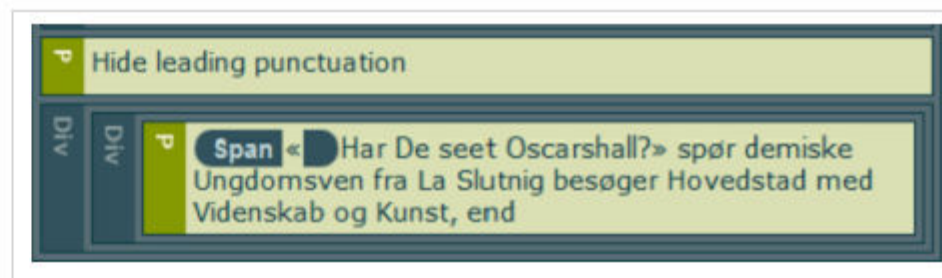 P Hide leading punctuation
Div Div P Span «Har De seet Oscarshall?» spør demiske
Ungdomsven fra La Slutnig besøger Hovedstad med
Videnskab og Kunst, end